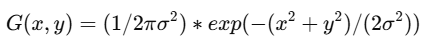 G(x, y) = (1/2πσ²) ∗ exp(−(x² + y²)/(2σ²))